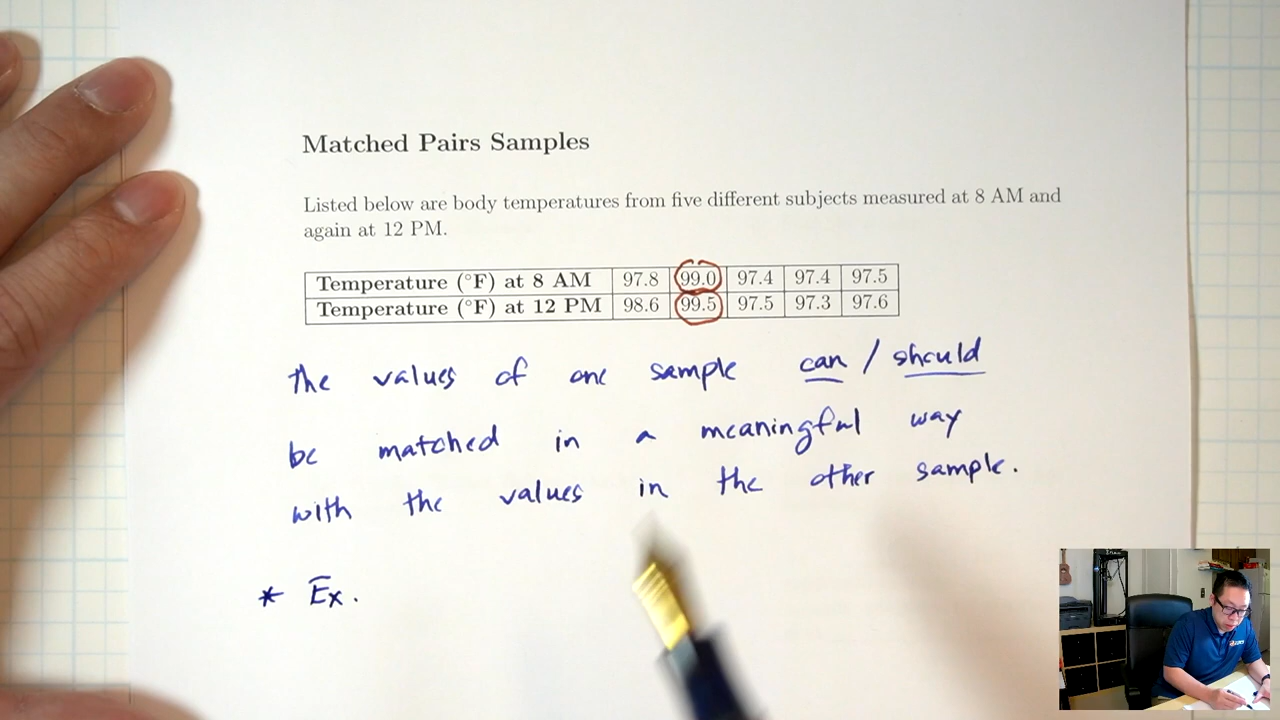 Matched Pairs Samples
Listed below are body temperatures from five different subjects measured at 8 AM and
again at 12 PM.
Temperature (°F) at 8 AM 97.8 99.0 97.4 97.4 97.5
Temperature (°F) at 12 PM 98.6 99.5 97.5 97.3 97.6
the values of one sample can / should
be matched in a meaningful way
with the values in the other sample.
* Ex.